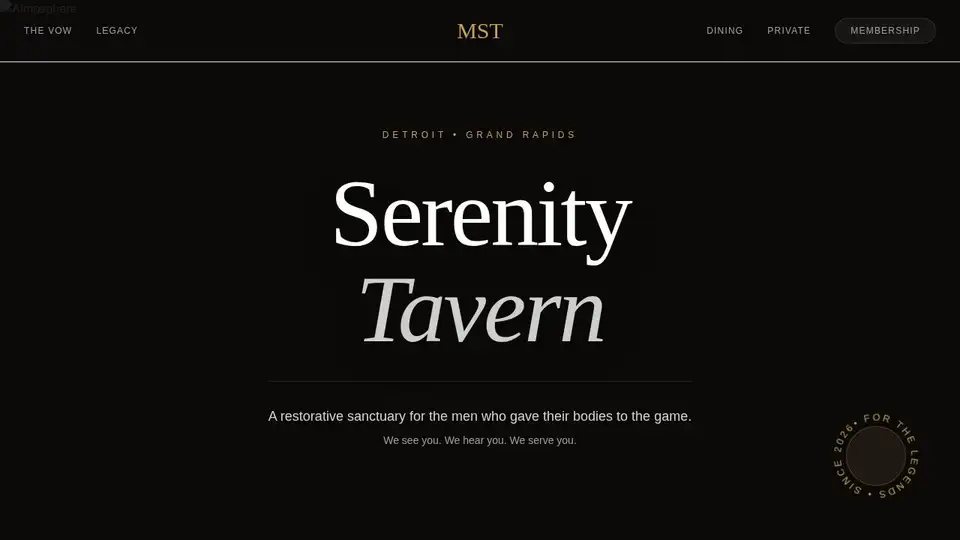 Atmosphere
THE VOW
LEGACY
MST
DINING
PRIVATE
MEMBERSHIP
DETROIT • GRAND RAPIDS
Serenity
Tavern
A restorative sanctuary for the men who gave their bodies to the game.
We see you. We hear you. We serve you.
• FOR THE LEGENDS • SINCE 2026